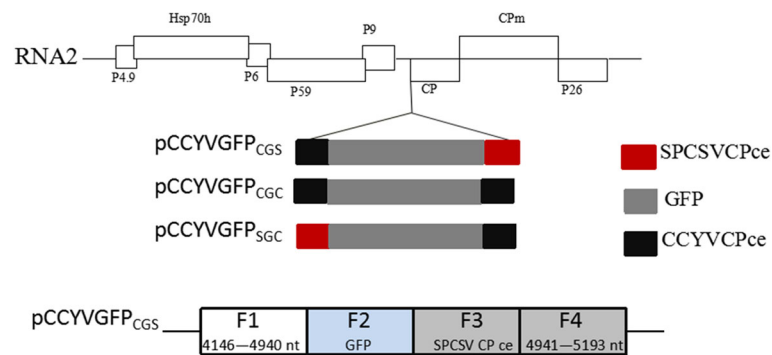 Hsp70h
P9
CPm
RNA2
P4.9
P6
P59
CP
P26
pCCYVGFPCGS
SPCSVCPce
pCCYVGFPCGC
GFP
pCCYVGFPSGC
CCYVCPce
pCCYVGFPCGS
F1
F2
F3
F4
4146—4940 nt
GFP
SPCSV CP ce
4941—5193 nt